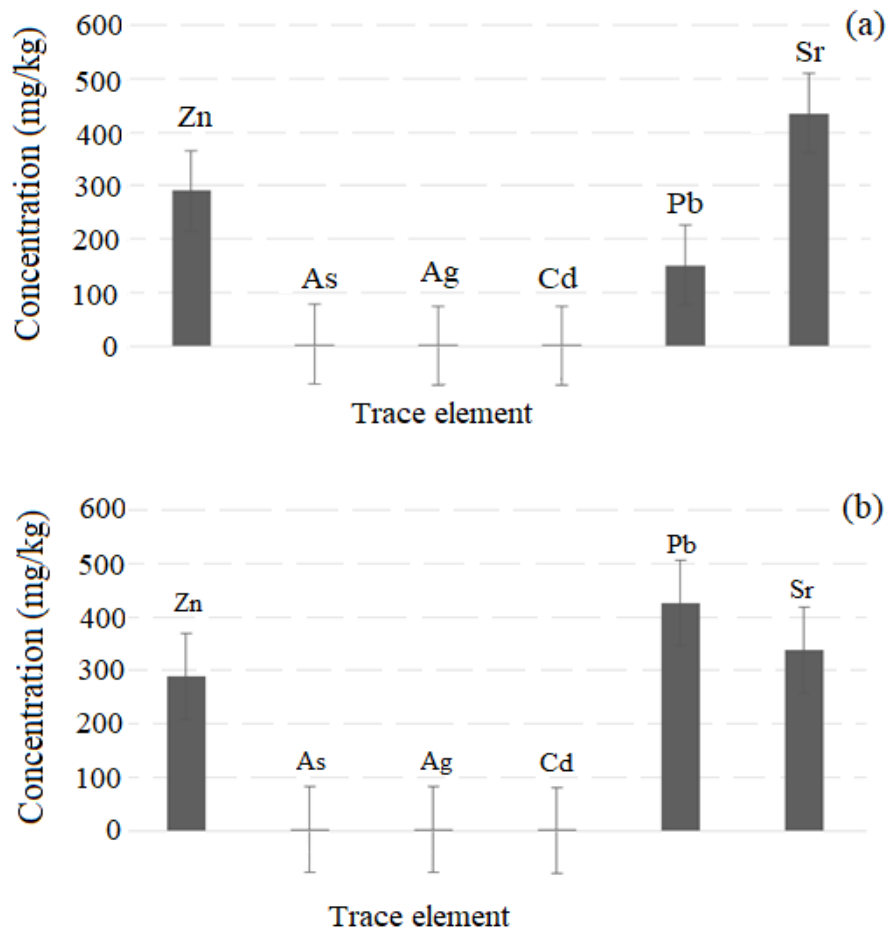 (a)
Concentration (mg/kg)
600
500
400
300
200
100
0
Zn
As
Ag
Cd
Pb
Sr
Trace element
(b)
Concentration (mg/kg)
600
500
400
300
200
100
0
Zn
As
Ag
Cd
Pb
Sr
Trace element